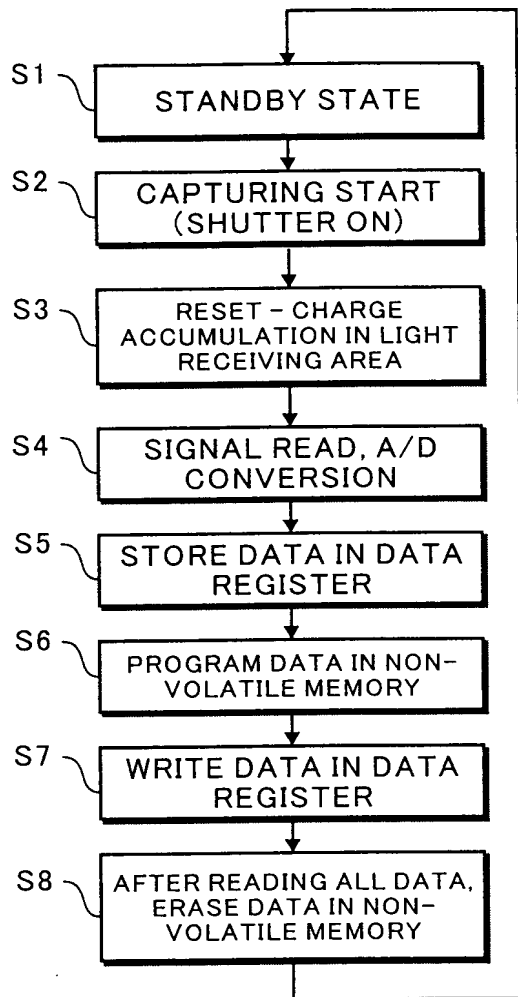 S1
STANDBY STATE
S2
CAPTURING START
(SHUTTER ON)
S3
RESET – CHARGE
ACCUMULATION IN LIGHT
RECEIVING AREA
S4
SIGNAL READ, A/D
CONVERSION
S5
STORE DATA IN DATA
REGISTER
S6
PROGRAM DATA IN NON-
VOLATILE MEMORY
S7
WRITE DATA IN DATA
REGISTER
S8
AFTER READING ALL DATA,
ERASE DATA IN NON-
VOLATILE MEMORY